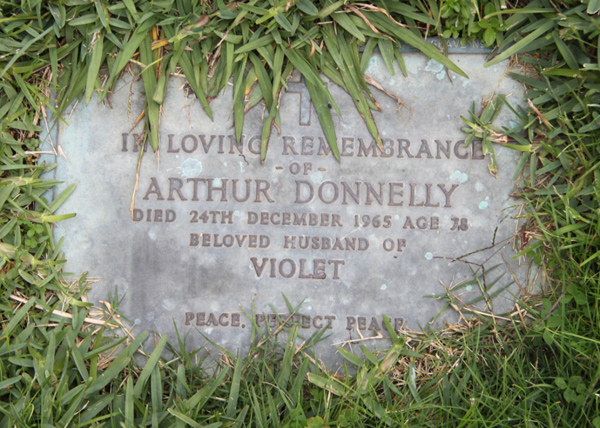 IN LOVING REMEMBRANCE
- OF -
ARTHUR DONNELLY
DIED 24TH DECEMBER 1965 AGE 78
BELOVED HUSBAND OF
VIOLET
PEACE, PERFECT PEACE